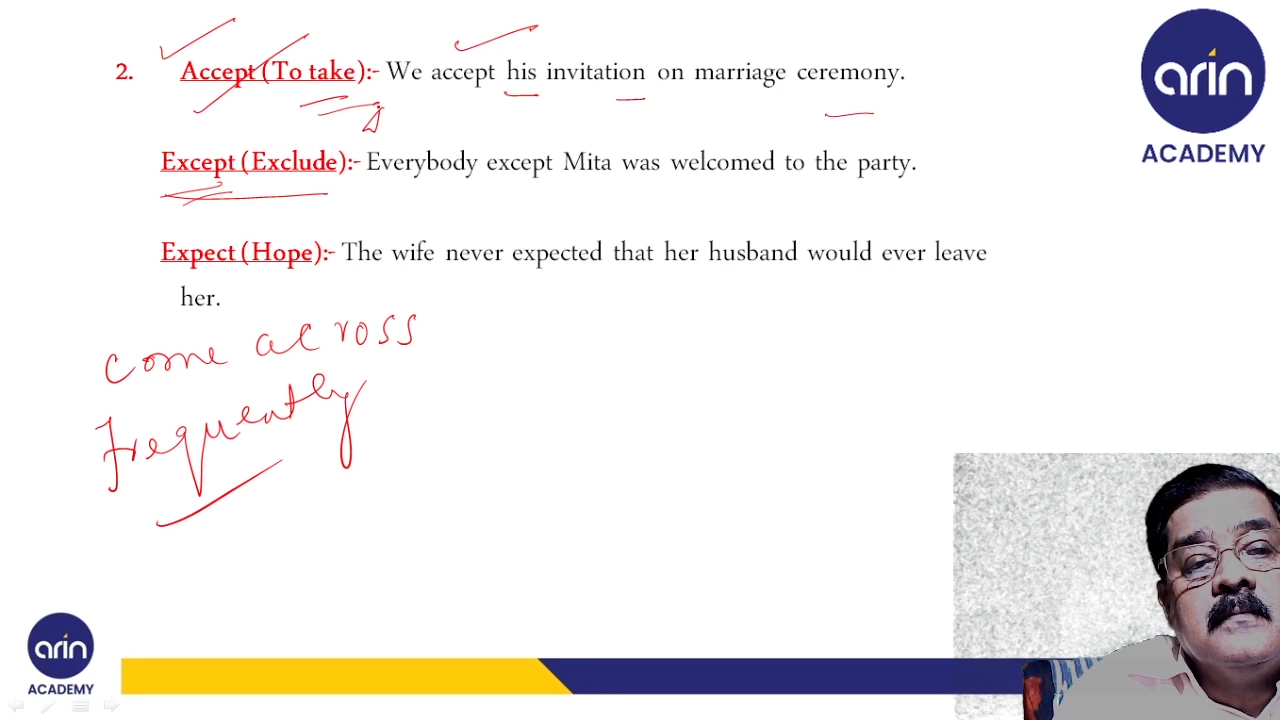 2. Accept (To take):- We accept his invitation on marriage ceremony.
arin
ACADEMY
Except (Exclude):- Everybody except Mita was welcomed to the party.
Expect (Hope):- The wife never expected that her husband would ever leave
her.
come across
frequently
arin
ACADEMY